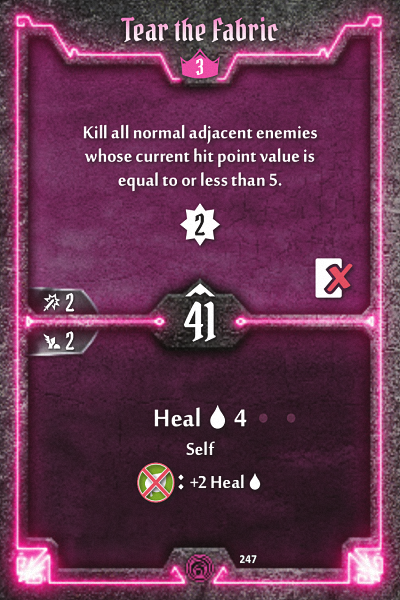 Tear the Fabric
3
Kill all normal adjacent enemies
whose current hit point value is
equal to or less than 5.
2
2
41
2
Heal 4
Self
: +2 Heal
247